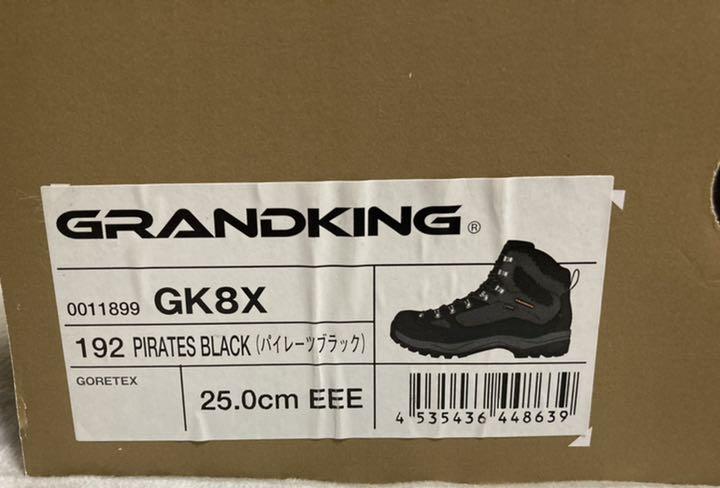 GRANDKING®
0011899 GK8X
192 PIRATES BLACK (パイレーツブラック)
GORETEX
25.0cm EEE
4 535436 448639